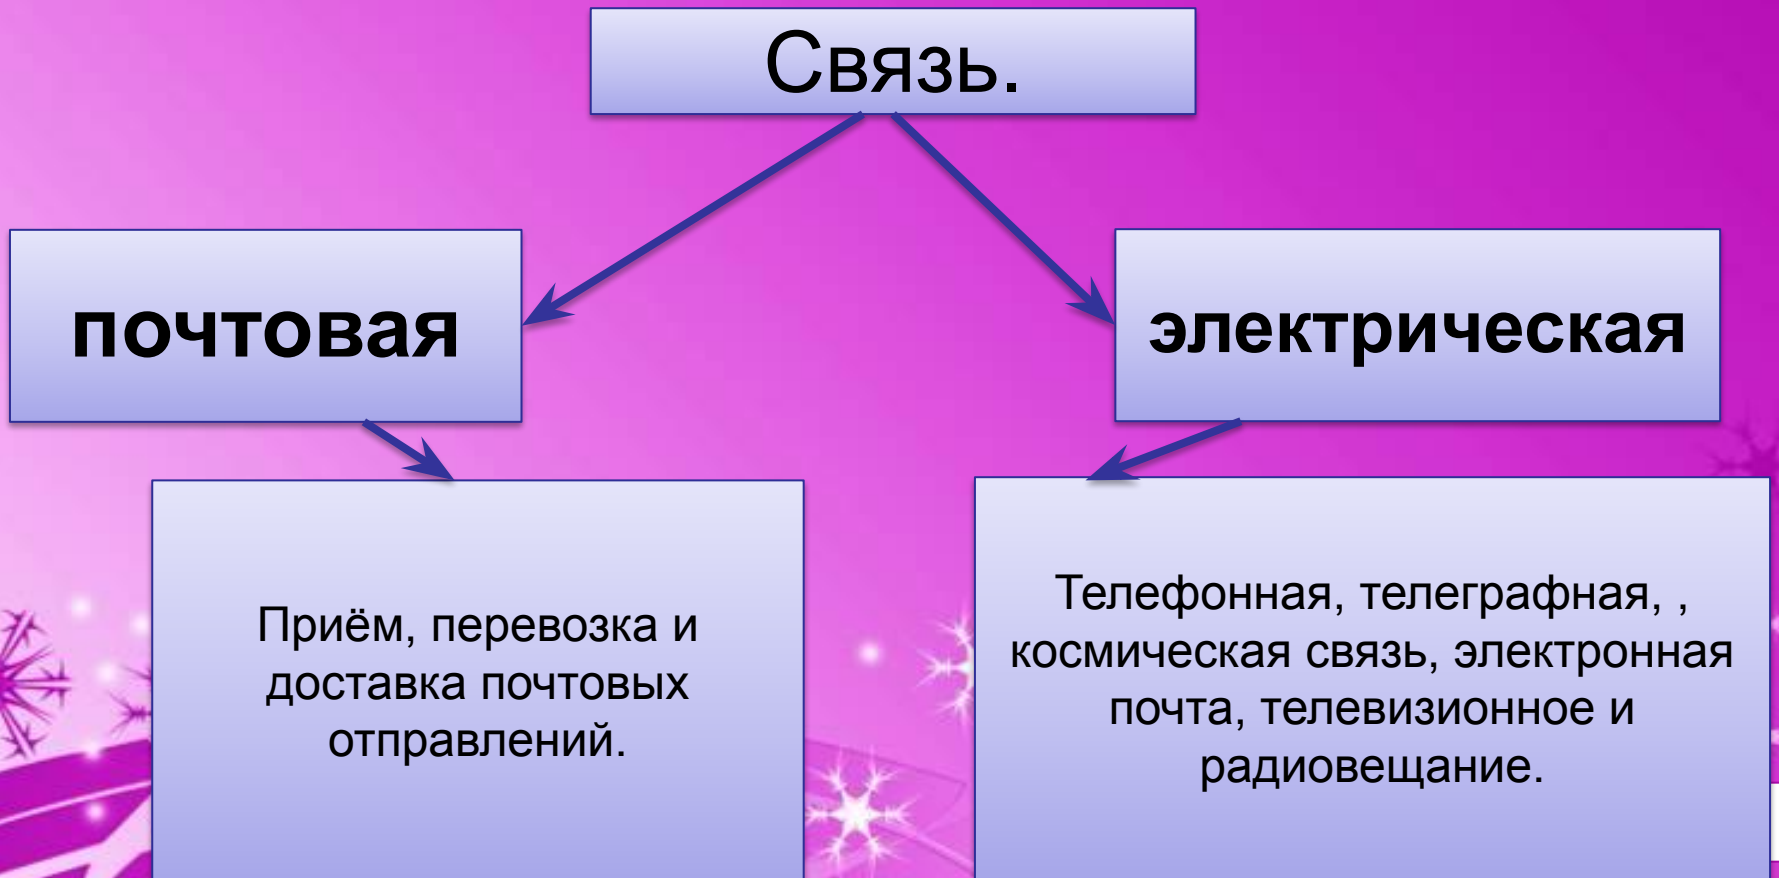 Связь.
почтовая
электрическая
Приём, перевозка и
доставка почтовых
отправлений.
Телефонная, телеграфная, ,
космическая связь, электронная
почта, телевизионное и
радиовещание.